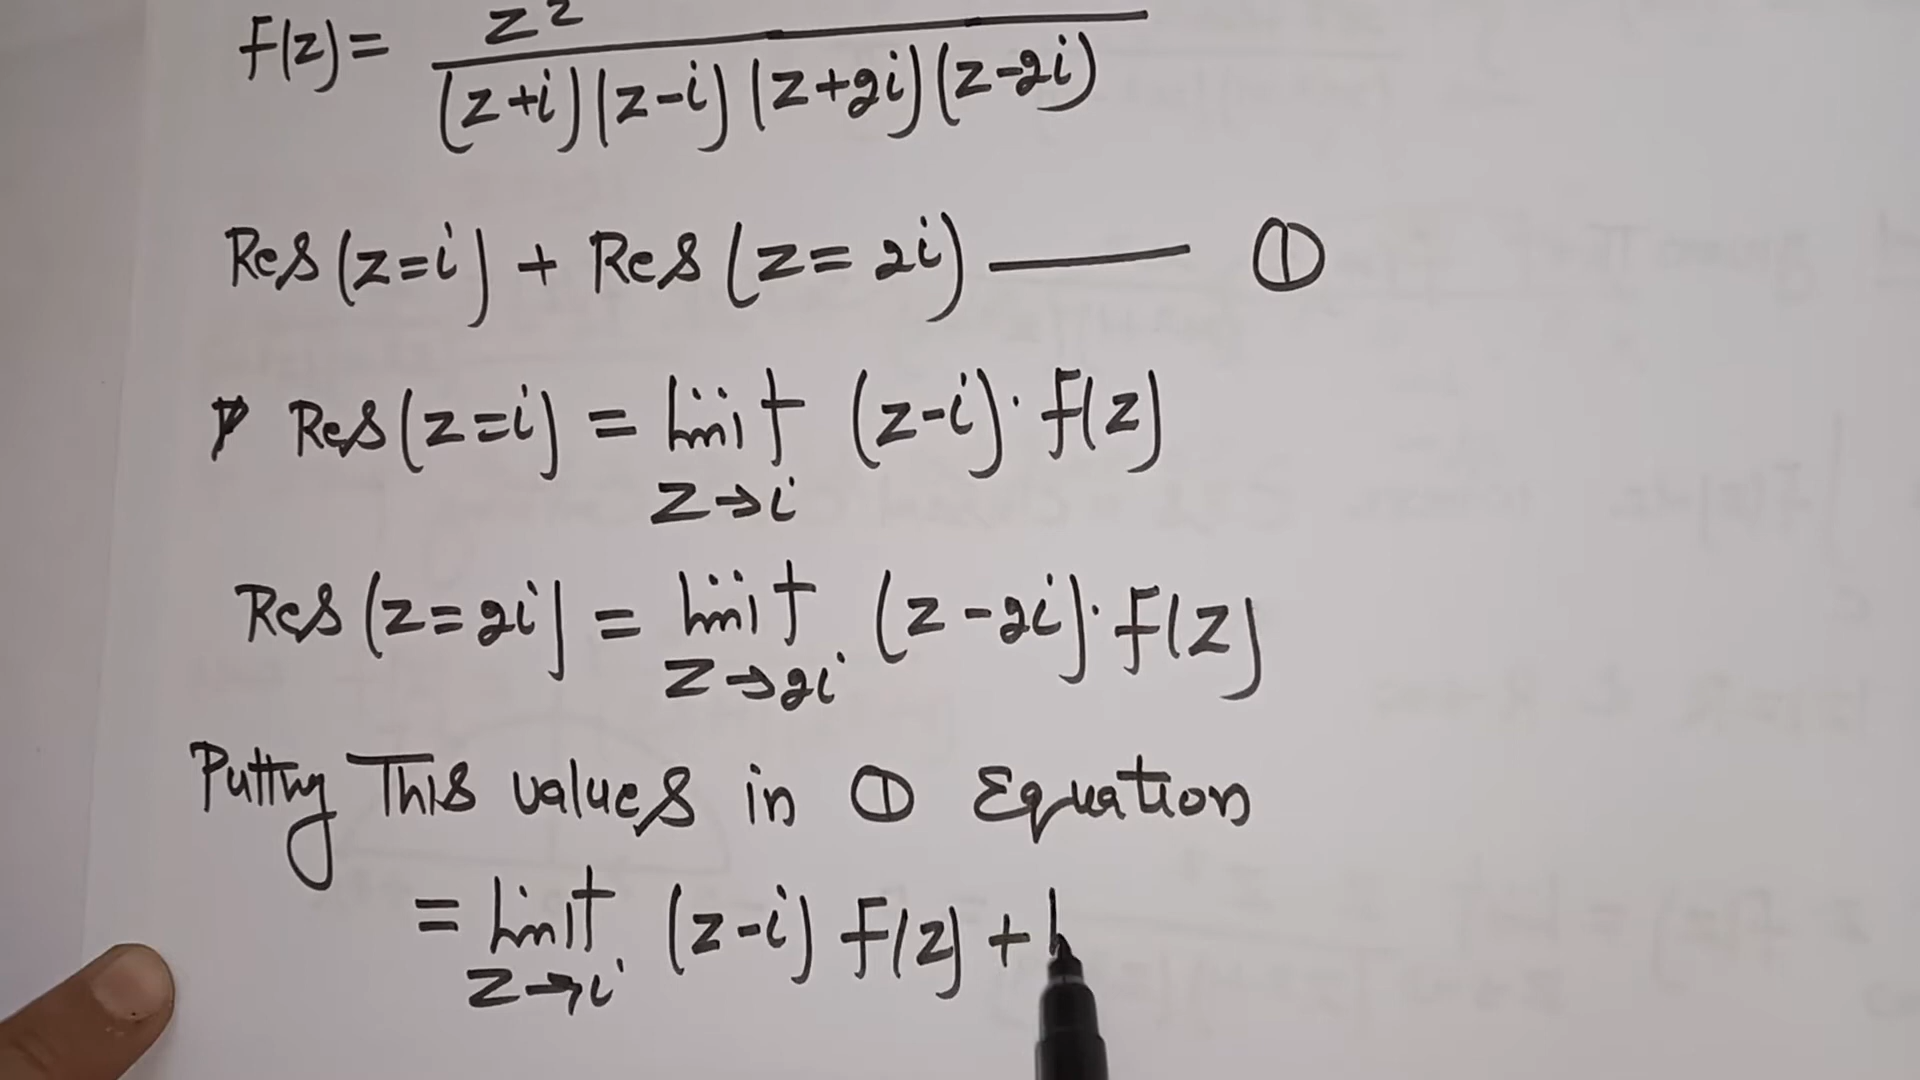 f(z) = z² / (z+i)(z-i)(z+2i)(z-2i)
Res(z=i) + Res(z=2i) —— ①
Res(z=i) = limit z→i (z-i)·f(z)
Res(z=2i) = limit z→2i (z-2i)·f(z)
Putting This values in ① Equation
= limit z→i (z-i) f(z) + l